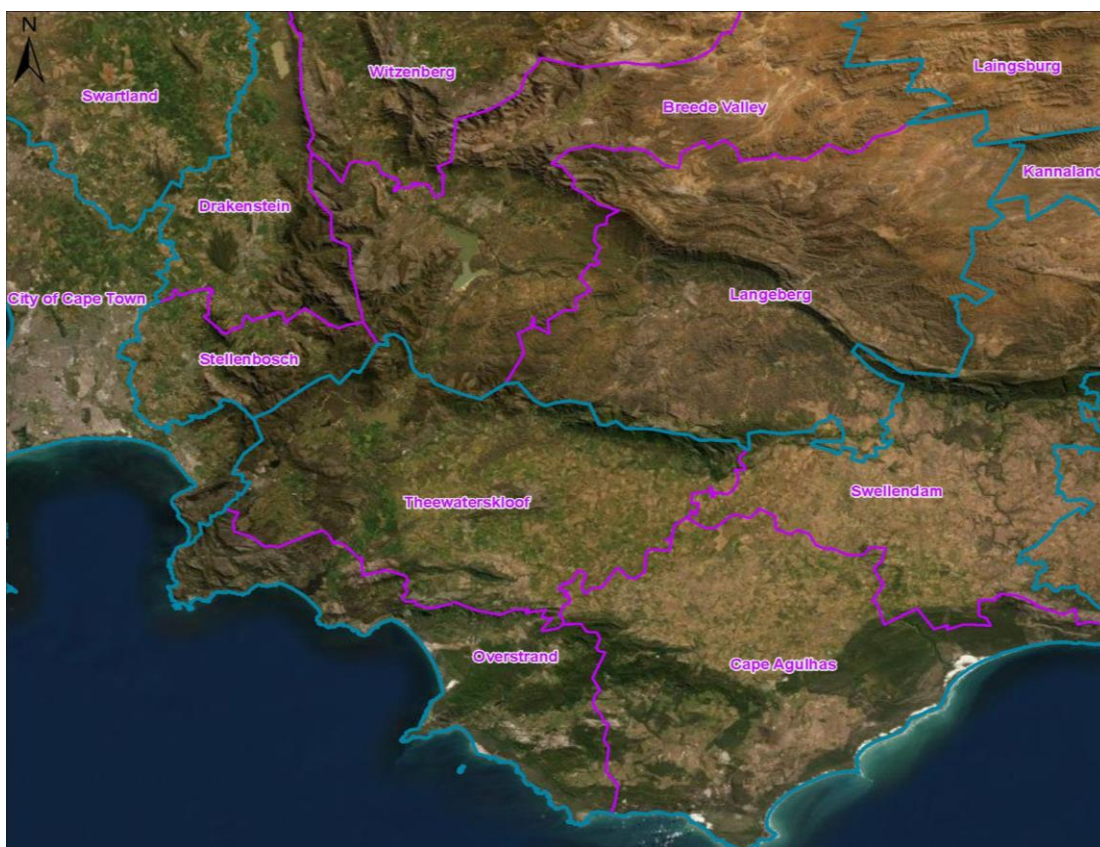 N
Witzenberg
Laingsburg
Swartland
Breede Valley
Kannaland
Drakenstein
City of Cape Town
Langeberg
Stellenbosch
Swellendam
Theewaterskloof
Overstrand
Cape Agulhas